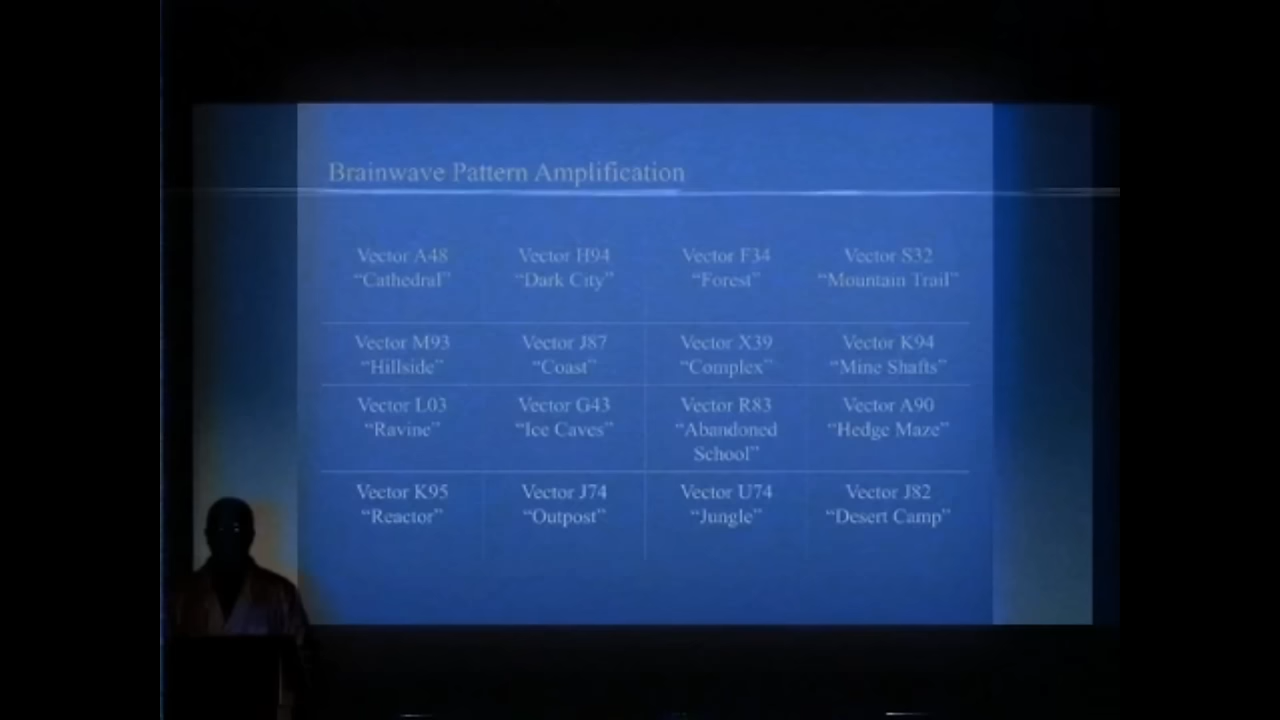 Brainwave Pattern Amplification
Vector A48 Vector H94 Vector F34 Vector S32
“Cathedral” “Dark City” “Forest” “Mountain Trail”
Vector M93 Vector J87 Vector X39 Vector K94
“Hillside” “Coast” “Complex” “Mine Shafts”
Vector L03 Vector G43 Vector R83 Vector A90
“Ravine” “Ice Caves” “Abandoned “Hedge Maze”
School”
Vector K95 Vector J74 Vector U74 Vector J82
“Reactor” “Outpost” “Jungle” “Desert Camp”